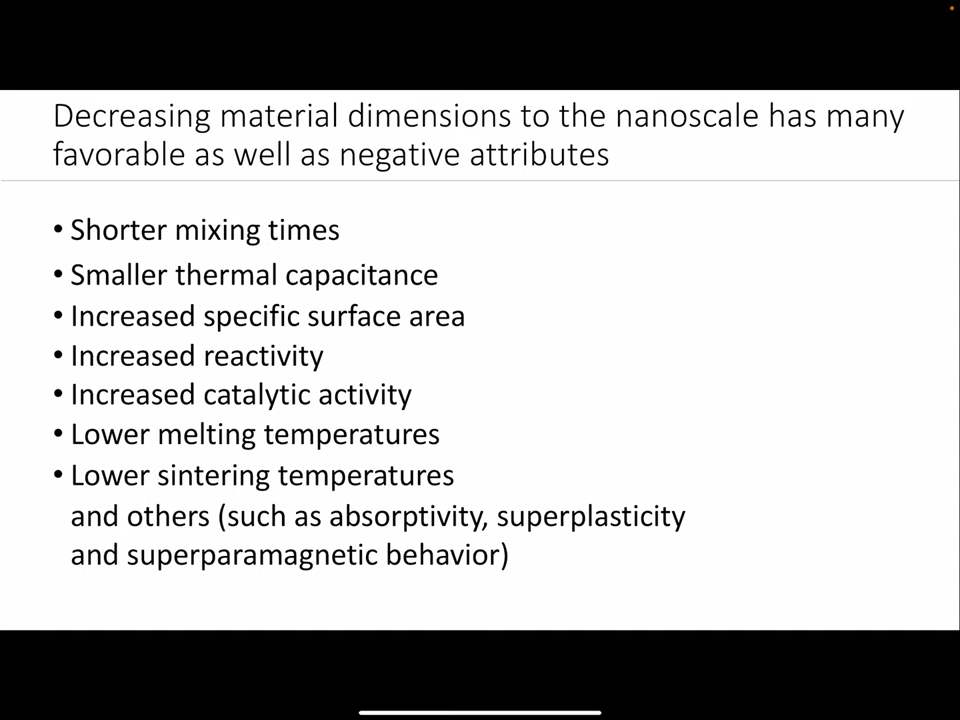 Decreasing material dimensions to the nanoscale has many
favorable as well as negative attributes
• Shorter mixing times
• Smaller thermal capacitance
• Increased specific surface area
• Increased reactivity
• Increased catalytic activity
• Lower melting temperatures
• Lower sintering temperatures
and others (such as absorptivity, superplasticity
and superparamagnetic behavior)